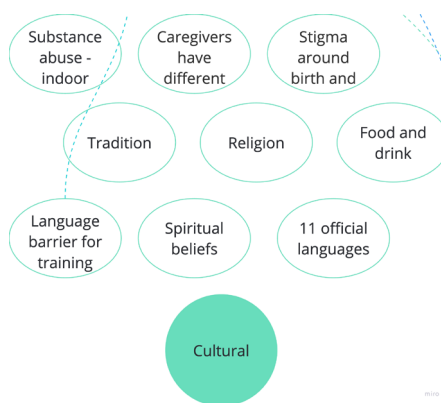 Substance
abuse -
indoor
Caregivers
have
different
Stigma
around
birth and
Tradition
Religion
Food and
drink
Language
barrier for
training
Spiritual
beliefs
11 official
languages
Cultural
miro